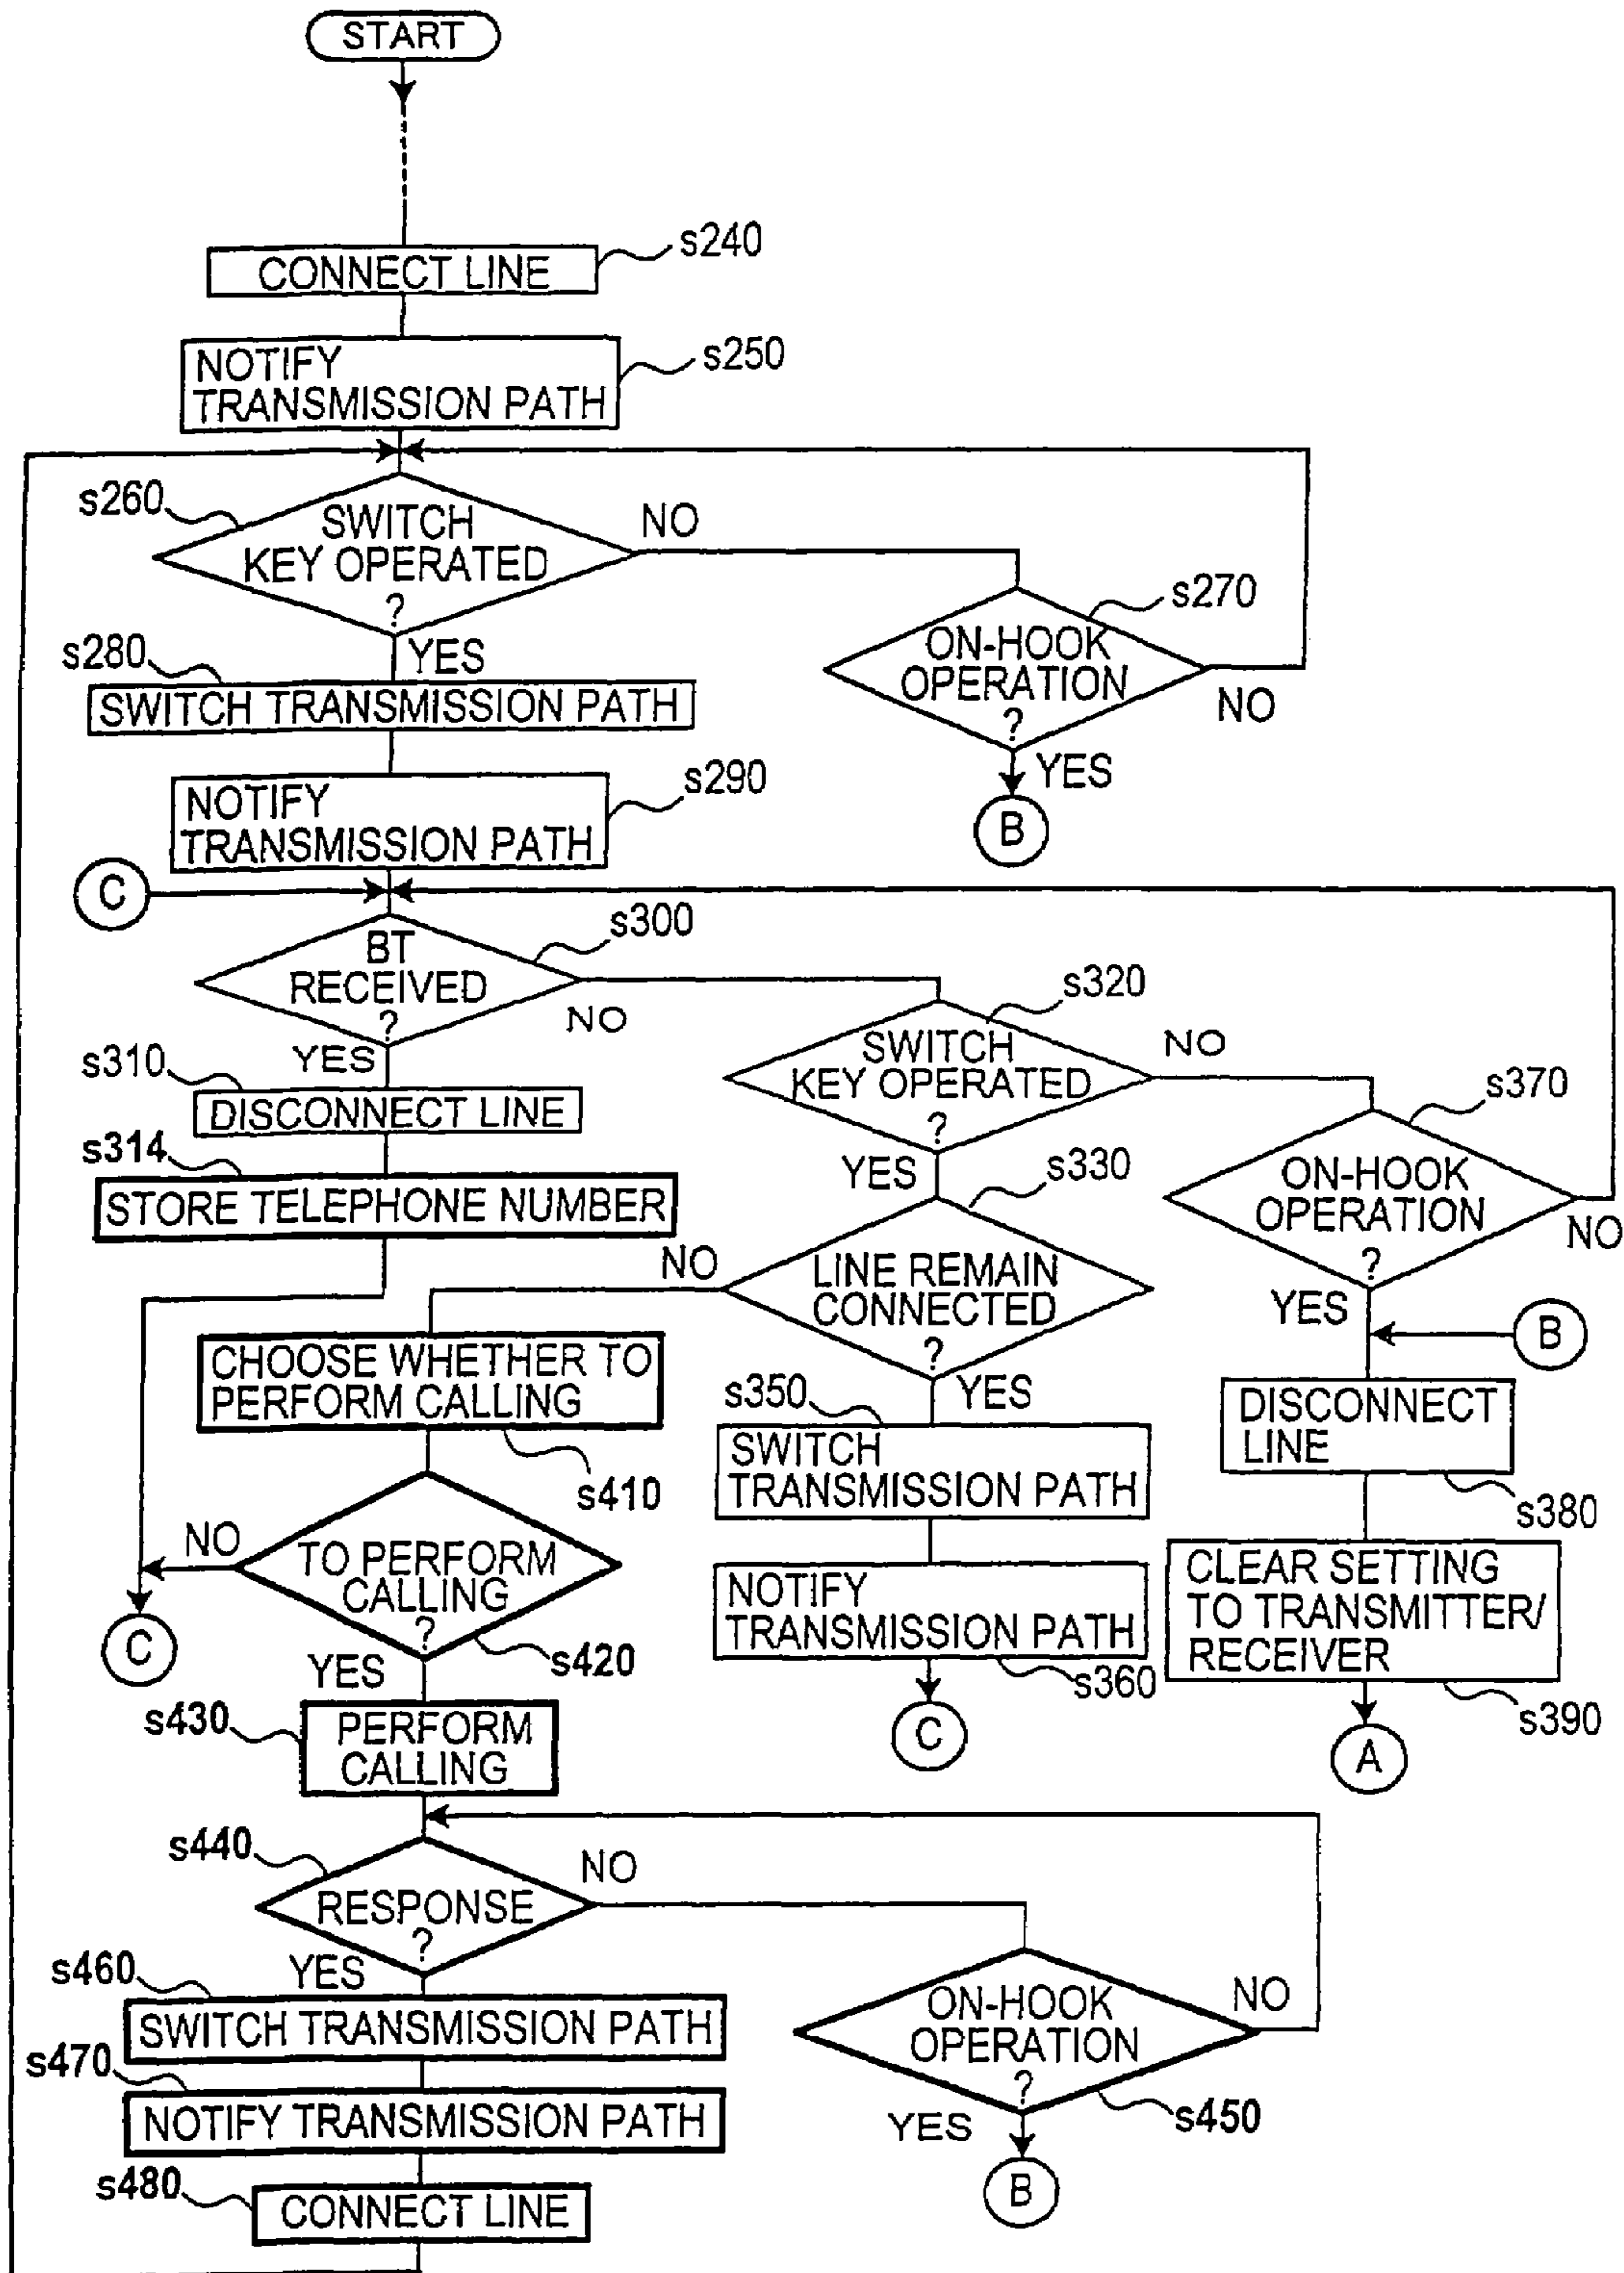 START
s240
CONNECT LINE
s250
NOTIFY
TRANSMISSION PATH
s260
SWITCH
KEY OPERATED
?
NO
YES
s270
ON-HOOK
OPERATION
?
NO
YES
B
s280
SWITCH TRANSMISSION PATH
s290
NOTIFY
TRANSMISSION PATH
C
s300
BT
RECEIVED
?
NO
YES
s310
DISCONNECT LINE
s314
STORE TELEPHONE NUMBER
s320
SWITCH
KEY OPERATED
?
NO
YES
s330
LINE REMAIN
CONNECTED
?
NO
YES
s370
ON-HOOK
OPERATION
?
NO
YES
B
DISCONNECT
LINE
s380
CLEAR SETTING
TO TRANSMITTER/
RECEIVER
s390
A
s350
SWITCH
TRANSMISSION PATH
NOTIFY
TRANSMISSION PATH
s360
C
CHOOSE WHETHER TO
PERFORM CALLING
s410
TO PERFORM
CALLING
?
NO
C
s420
YES
s430
PERFORM
CALLING
s440
RESPONSE
?
NO
YES
ON-HOOK
OPERATION
?
NO
s450
YES
B
s460
SWITCH TRANSMISSION PATH
s470
NOTIFY TRANSMISSION PATH
s480
CONNECT LINE